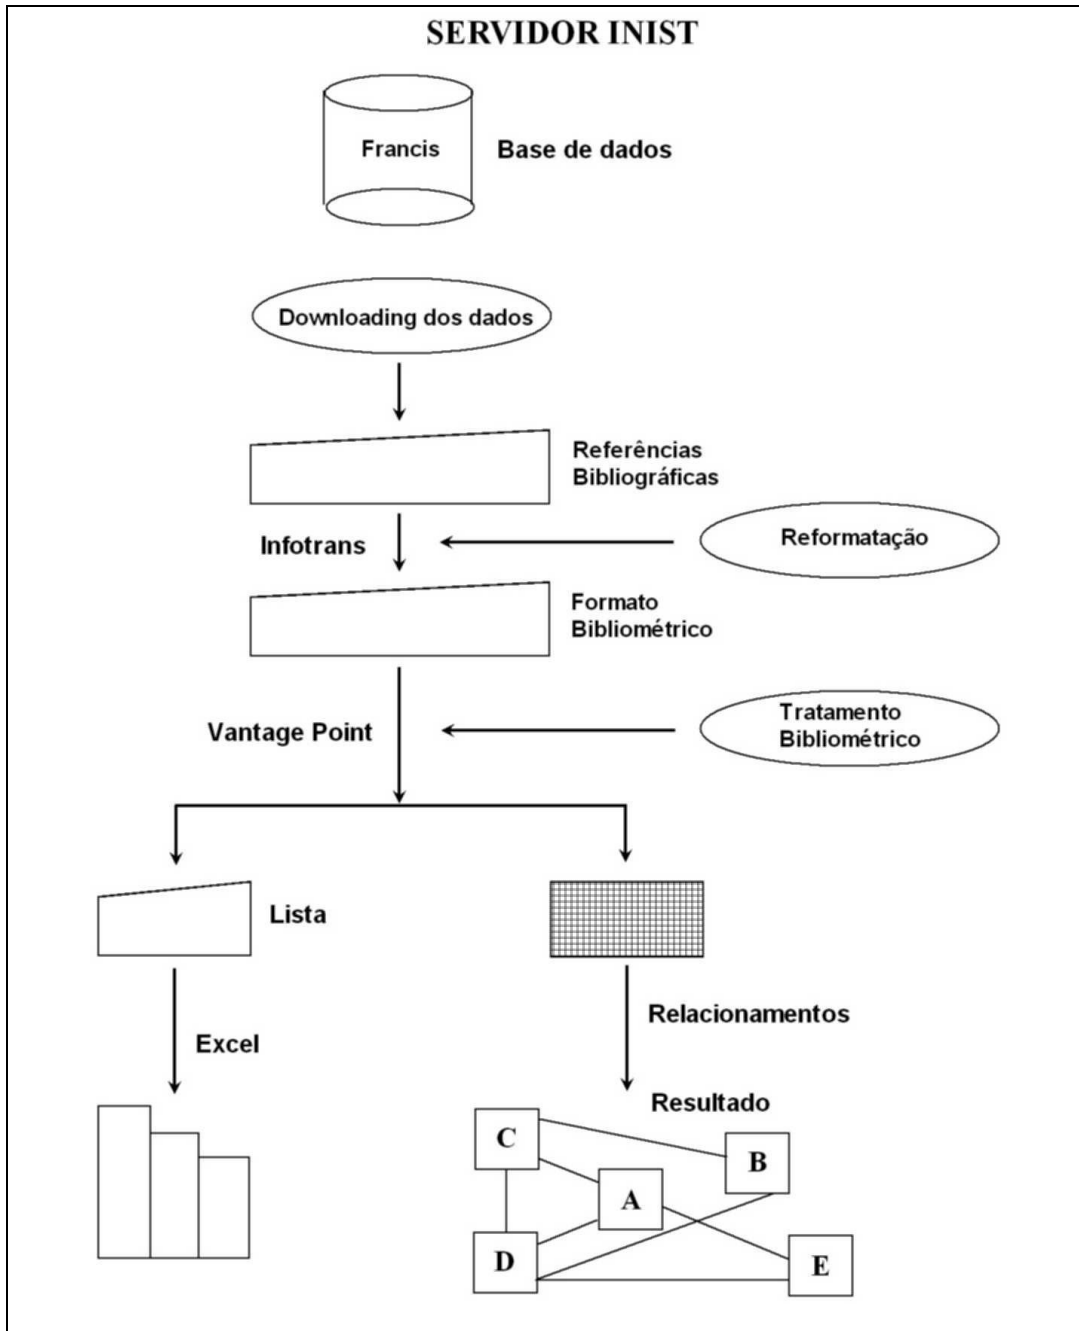 SERVIDOR INIST
Francis
Base de dados
Downloading dos dados
Referências
Bibliográficas
Infotrans
Reformatação
Formato
Bibliométrico
Vantage Point
Tratamento
Bibliométrico
Lista
Relacionamentos
Excel
Resultado
C
B
A
D
E